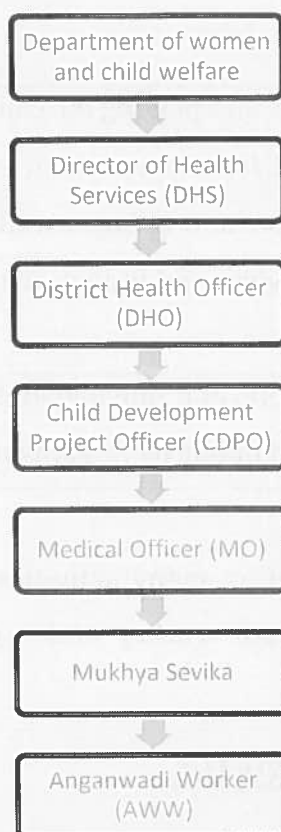 Department of women
and child welfare
Director of Health
Services (DHS)
District Health Officer
(DHO)
Child Development
Project Officer (CDPO)
Medical Officer (MO)
Mukhya Sevika
Anganwadi Worker
(AWW)